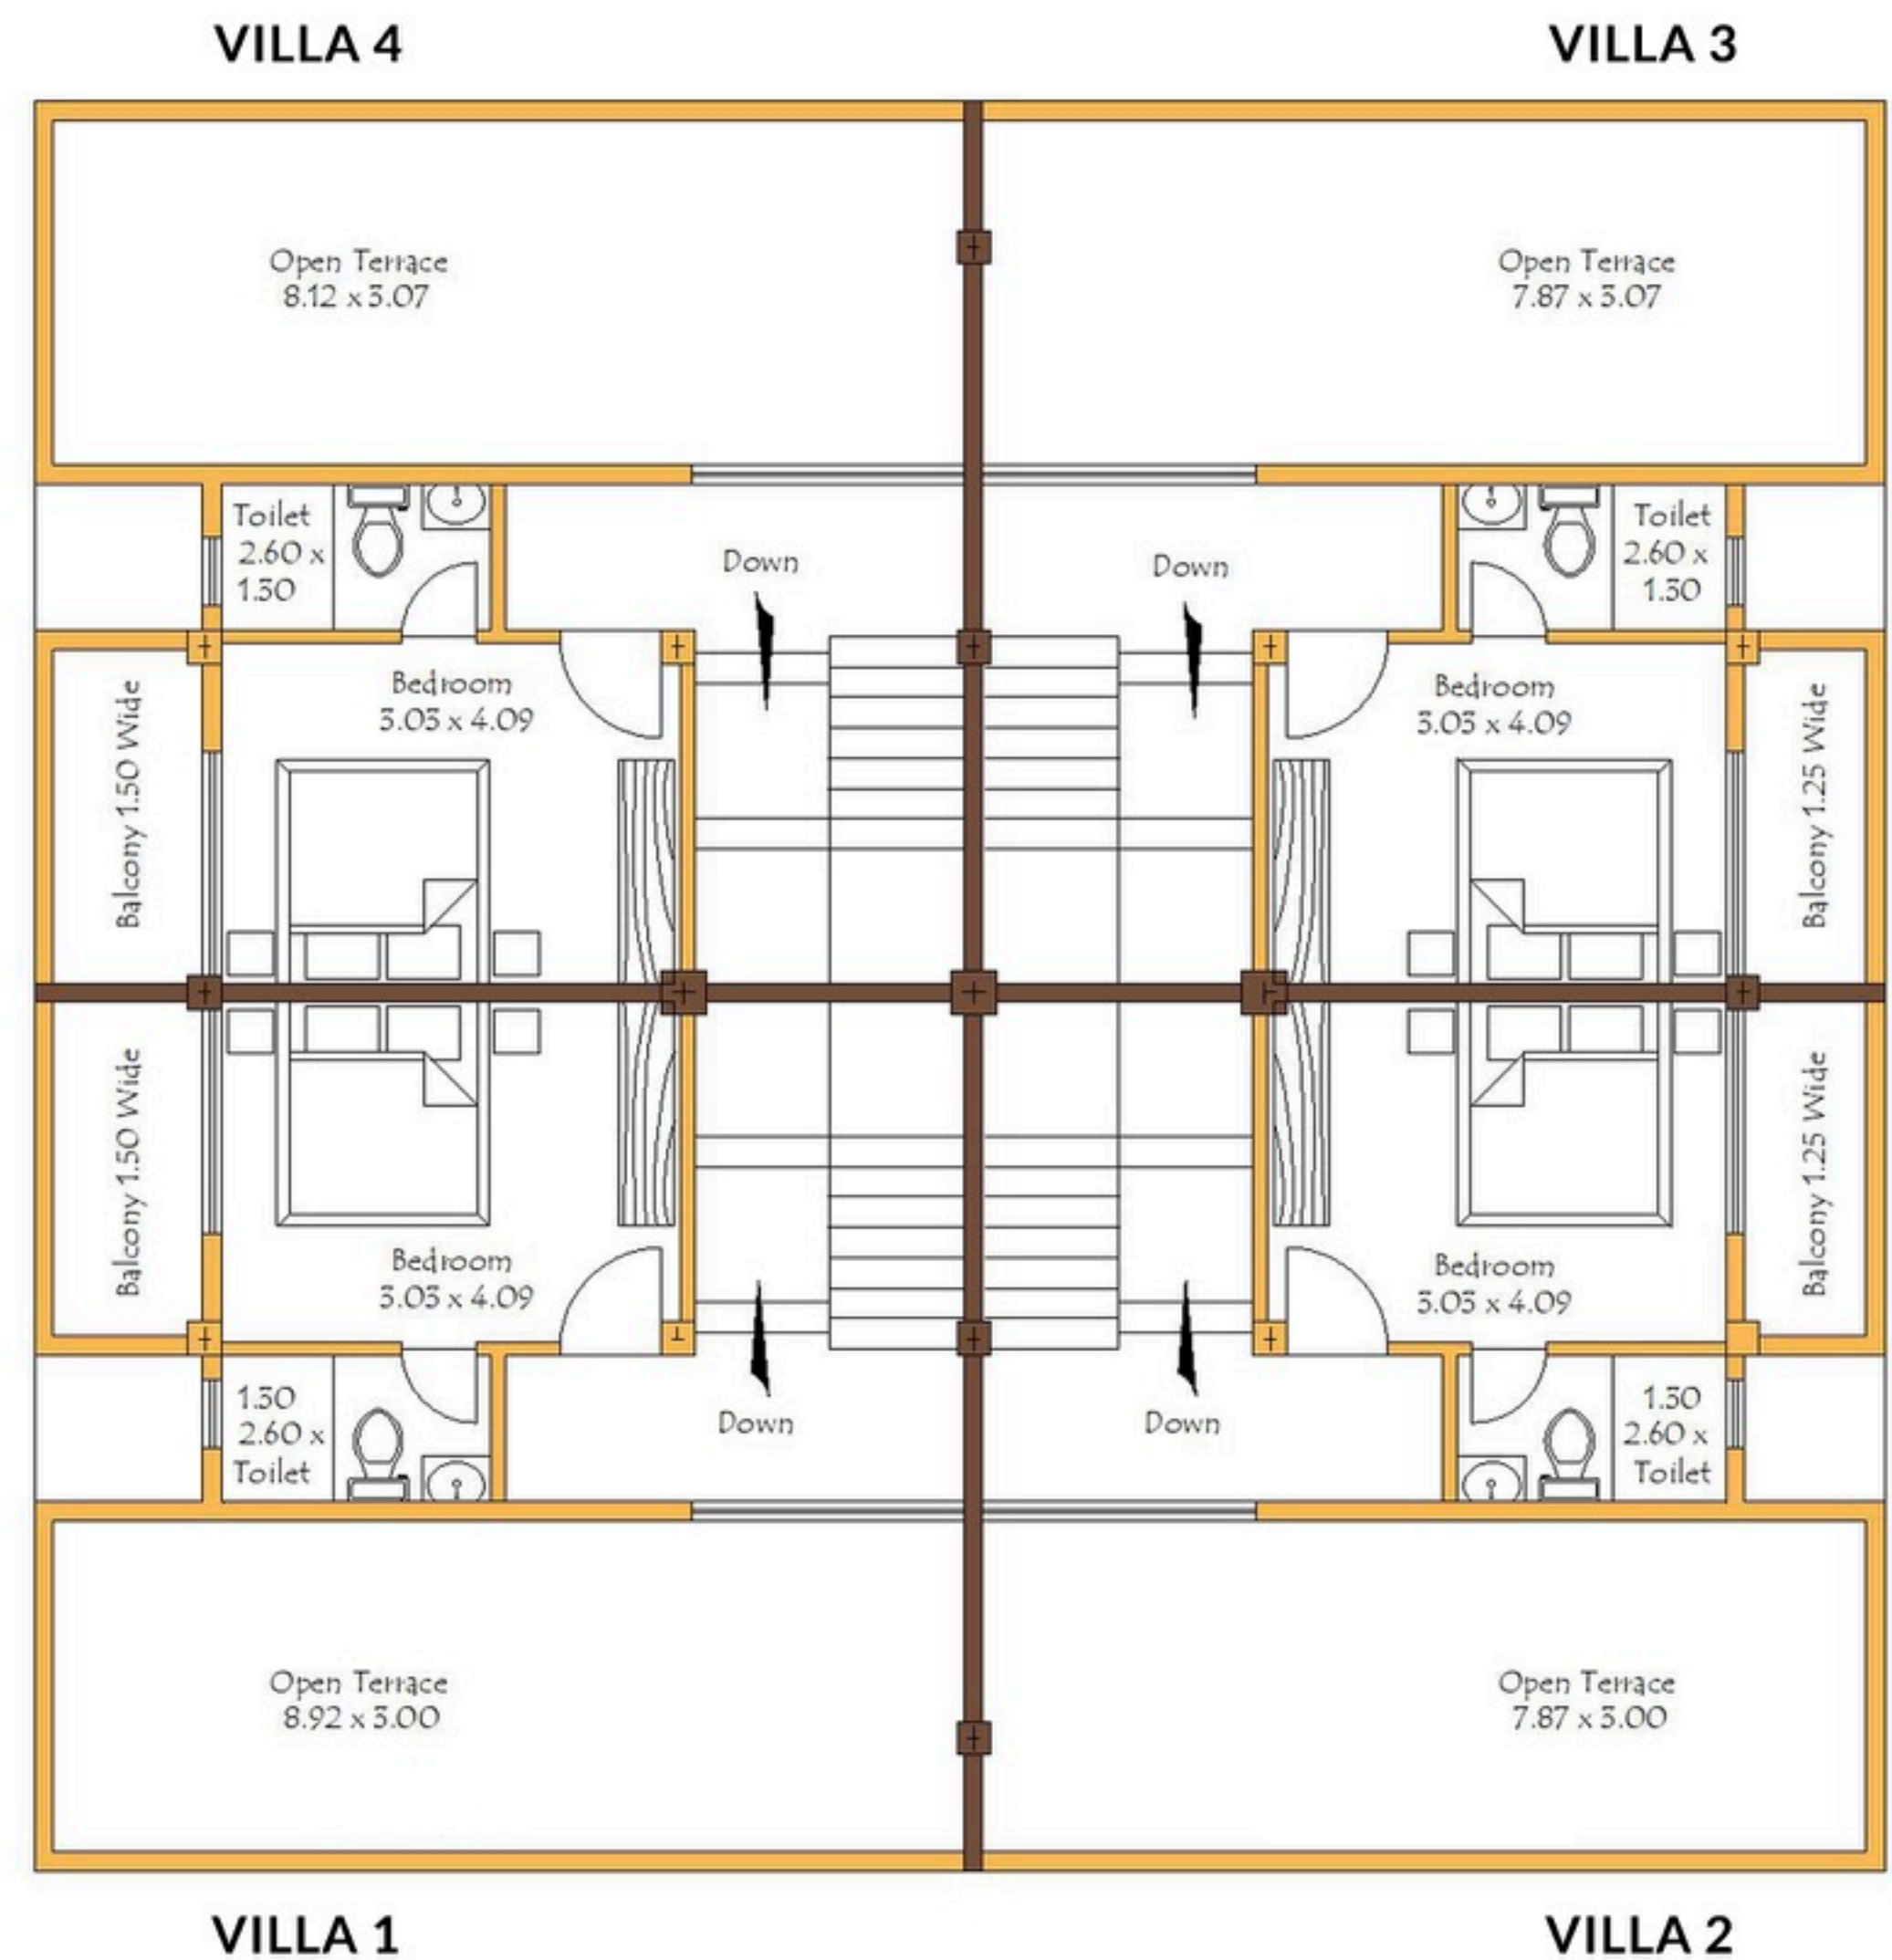 VILLA 4
VILLA 3
Open Terrace
8.12 x 3.07
Open Terrace
7.87 x 3.07
Toilet
2.60 x
1.30
Down
Down
Toilet
2.60 x
1.30
Bedroom
3.03 x 4.09
Bedroom
3.03 x 4.09
Balcony 1.50 Wide
Balcony 1.25 Wide
Balcony 1.50 Wide
Balcony 1.25 Wide
Bedroom
3.03 x 4.09
Bedroom
3.03 x 4.09
1.30
2.60 x
Toilet
Down
Down
1.30
2.60 x
Toilet
Open Terrace
8.92 x 3.00
Open Terrace
7.87 x 3.00
VILLA 1
VILLA 2